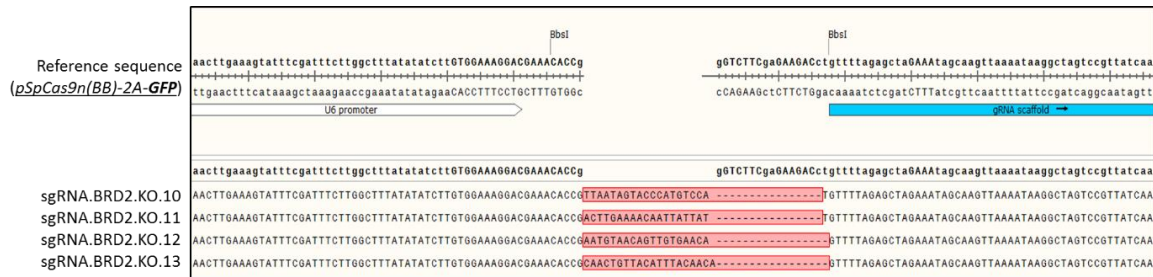 BbsI BbsI
Reference sequence aacttgaaagtatttcgatttcttggctttatatatcttGTGGAAAGGACGAAACACCg gGTCTTCGaGAAGACCtgttttagagctaGAAAtagcaagttaaaataaggctagtccgttatcaa
(pSpCas9n(BB)-2A-GFP) ttgaactttcataaagctaaagaaccgaaatatatagaaCACCTTTCCTGCTTTGTGGc cCAGAAGctCTTCTGgacaaaatctcgatCTTTatcgttcaattttattccgatcaggcaatagtt
U6 promoter gRNA scaffold →
aacttgaaagtatttcgatttcttggctttatatatcttGTGGAAAGGACGAAACACCg gGTCTTCGaGAAGACCtgttttagagctaGAAAtagcaagttaaaataaggctagtccgttatcaa
sgRNA.BRD2.KO.10 AACTTGAAAGTATTTCGATTTCTTGGCTTTATATATCTTGTGGAAAGGACGAAACACCGTTAATAGTACCCATGTCCA----------------TGTTTTAGAGCTAGAAATAGCAAGTTAAAATAAGGCTAGTCCGTTATCAA
sgRNA.BRD2.KO.11 AACTTGAAAGTATTTCGATTTCTTGGCTTTATATATCTTGTGGAAAGGACGAAACACCGACTTGAAAACAATTATTAT----------------TGTTTTAGAGCTAGAAATAGCAAGTTAAAATAAGGCTAGTCCGTTATCAA
sgRNA.BRD2.KO.12 AACTTGAAAGTATTTCGATTTCTTGGCTTTATATATCTTGTGGAAAGGACGAAACACCGAATGTAACAGTTGTGAACA-----------------GTTTTAGAGCTAGAAATAGCAAGTTAAAATAAGGCTAGTCCGTTATCAA
sgRNA.BRD2.KO.13 AACTTGAAAGTATTTCGATTTCTTGGCTTTATATATCTTGTGGAAAGGACGAAACACCGCAACTGTTACATTTACAACA----------------GTTTTAGAGCTAGAAATAGCAAGTTAAAATAAGGCTAGTCCGTTATCAA